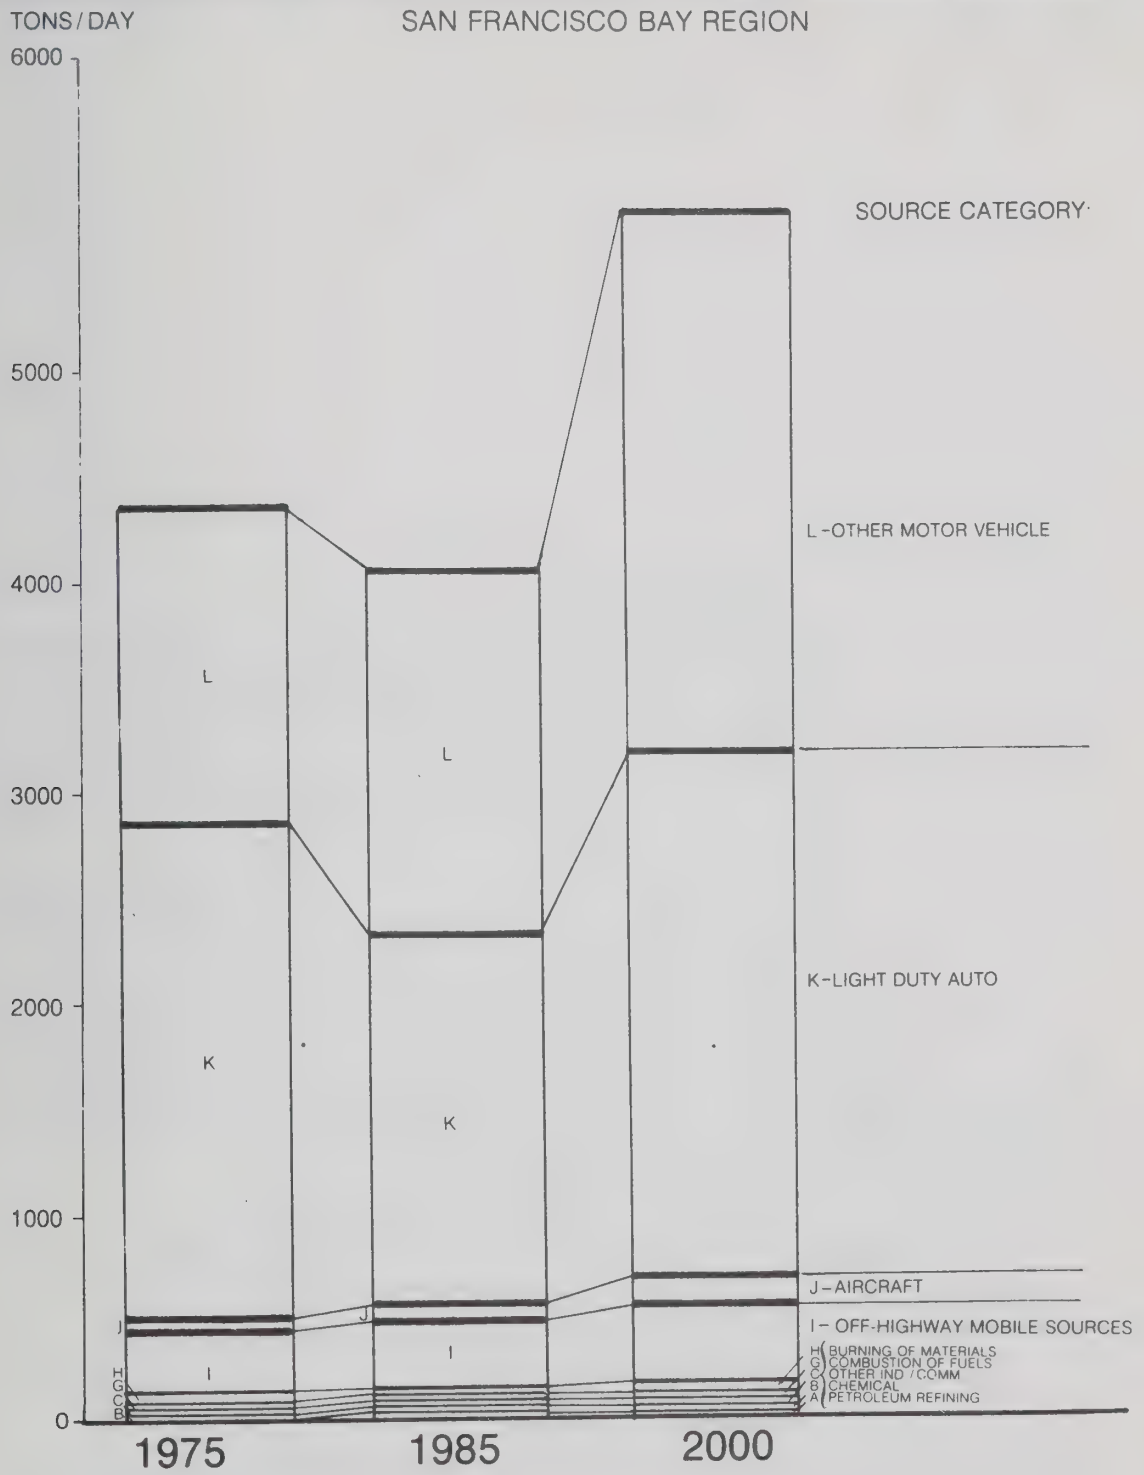 TONS/DAY
SAN FRANCISCO BAY REGION
6000
SOURCE CATEGORY
5000
L-OTHER MOTOR VEHICLE
4000
L
L
3000
K-LIGHT DUTY AUTO
2000
K
K
1000
J-AIRCRAFT
J
J
I-OFF-HIGHWAY MOBILE SOURCES
I
I
H BURNING OF MATERIALS
G COMBUSTION OF FUELS
C OTHER IND/COMM
B CHEMICAL
A PETROLEUM REFINING
H
G
C
B
0
1975
1985
2000